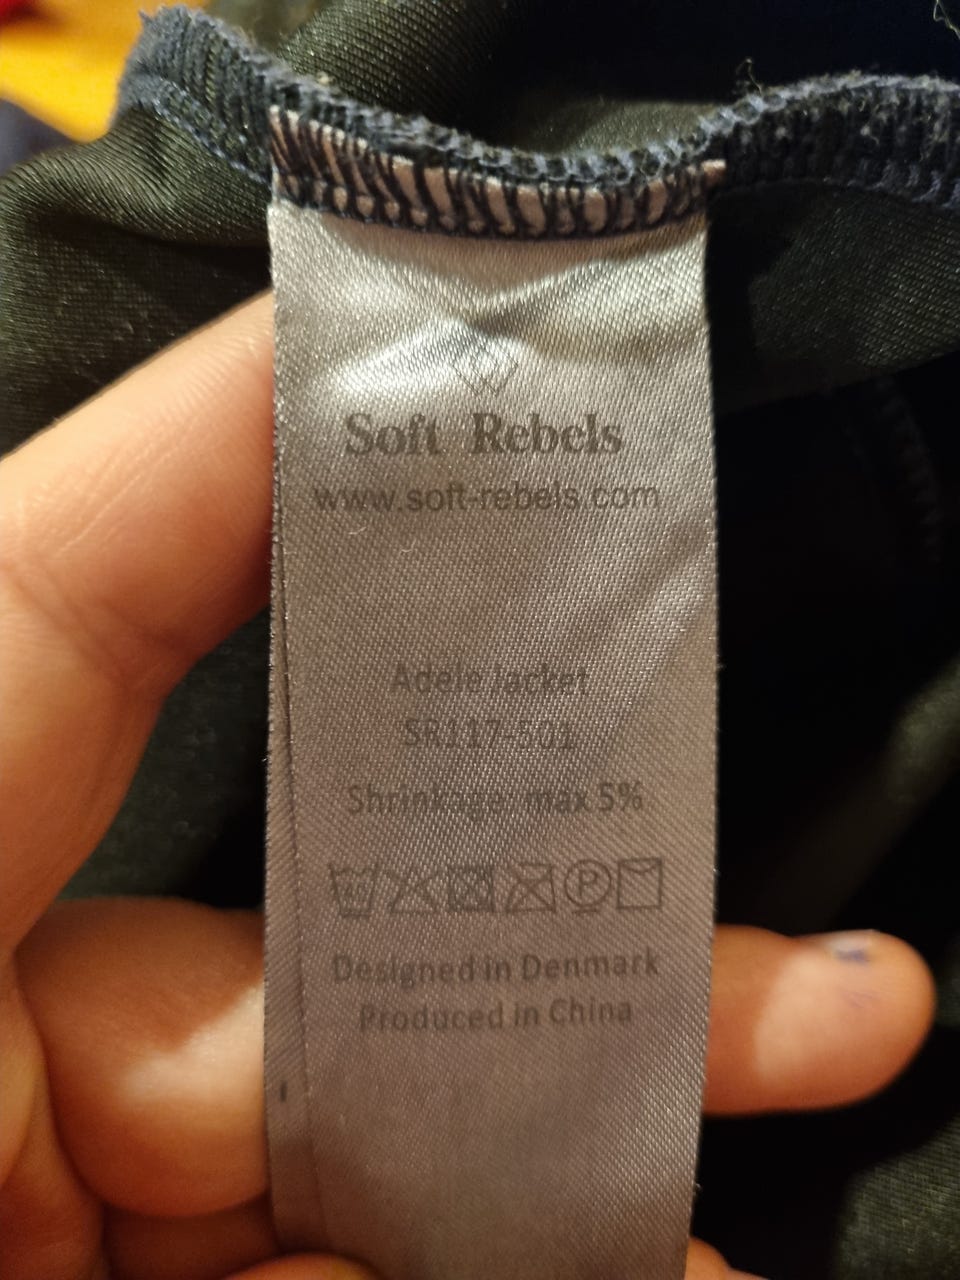 Soft Rebels
www.soft-rebels.com
Adele Jacket
SR117-501
Shrinkage: max 5%
P
Designed in Denmark
Produced in China